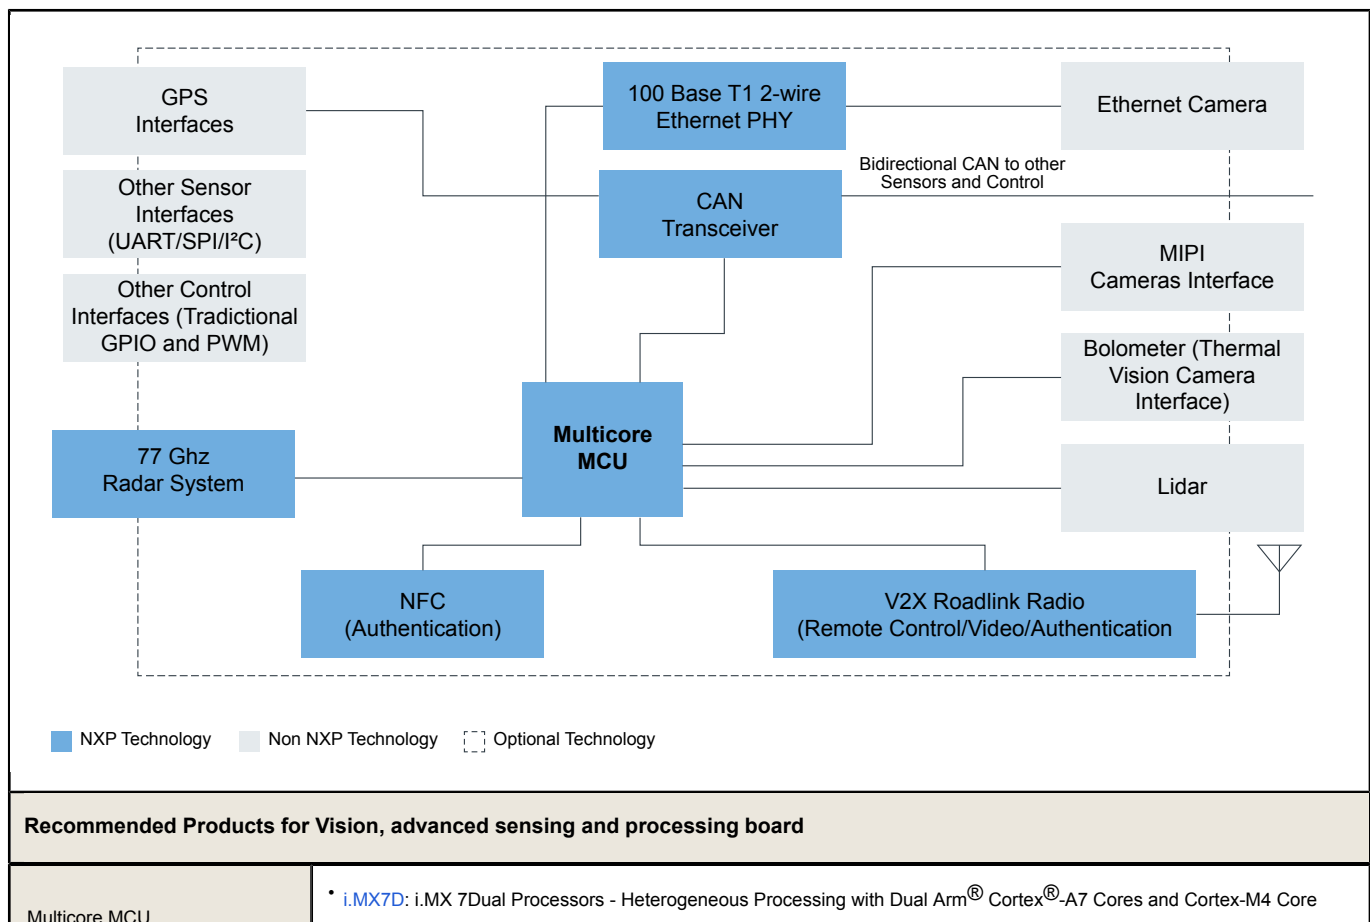 GPS
Interfaces
100 Base T1 2-wire
Ethernet PHY
Ethernet Camera
Other Sensor
Interfaces
(UART/SPI/I²C)
CAN
Transceiver
Bidirectional CAN to other
Sensors and Control
MIPI
Cameras Interface
Other Control
Interfaces (Tradictional
GPIO and PWM)
Bolometer (Thermal
Vision Camera
Interface)
Multicore
MCU
77 Ghz
Radar System
Lidar
NFC
(Authentication)
V2X Roadlink Radio
(Remote Control/Video/Authentication
NXP Technology
Non NXP Technology
Optional Technology
Recommended Products for Vision, advanced sensing and processing board
Multicore MCU
• i.MX7D: i.MX 7Dual Processors - Heterogeneous Processing with Dual Arm® Cortex®-A7 Cores and Cortex-M4 Core